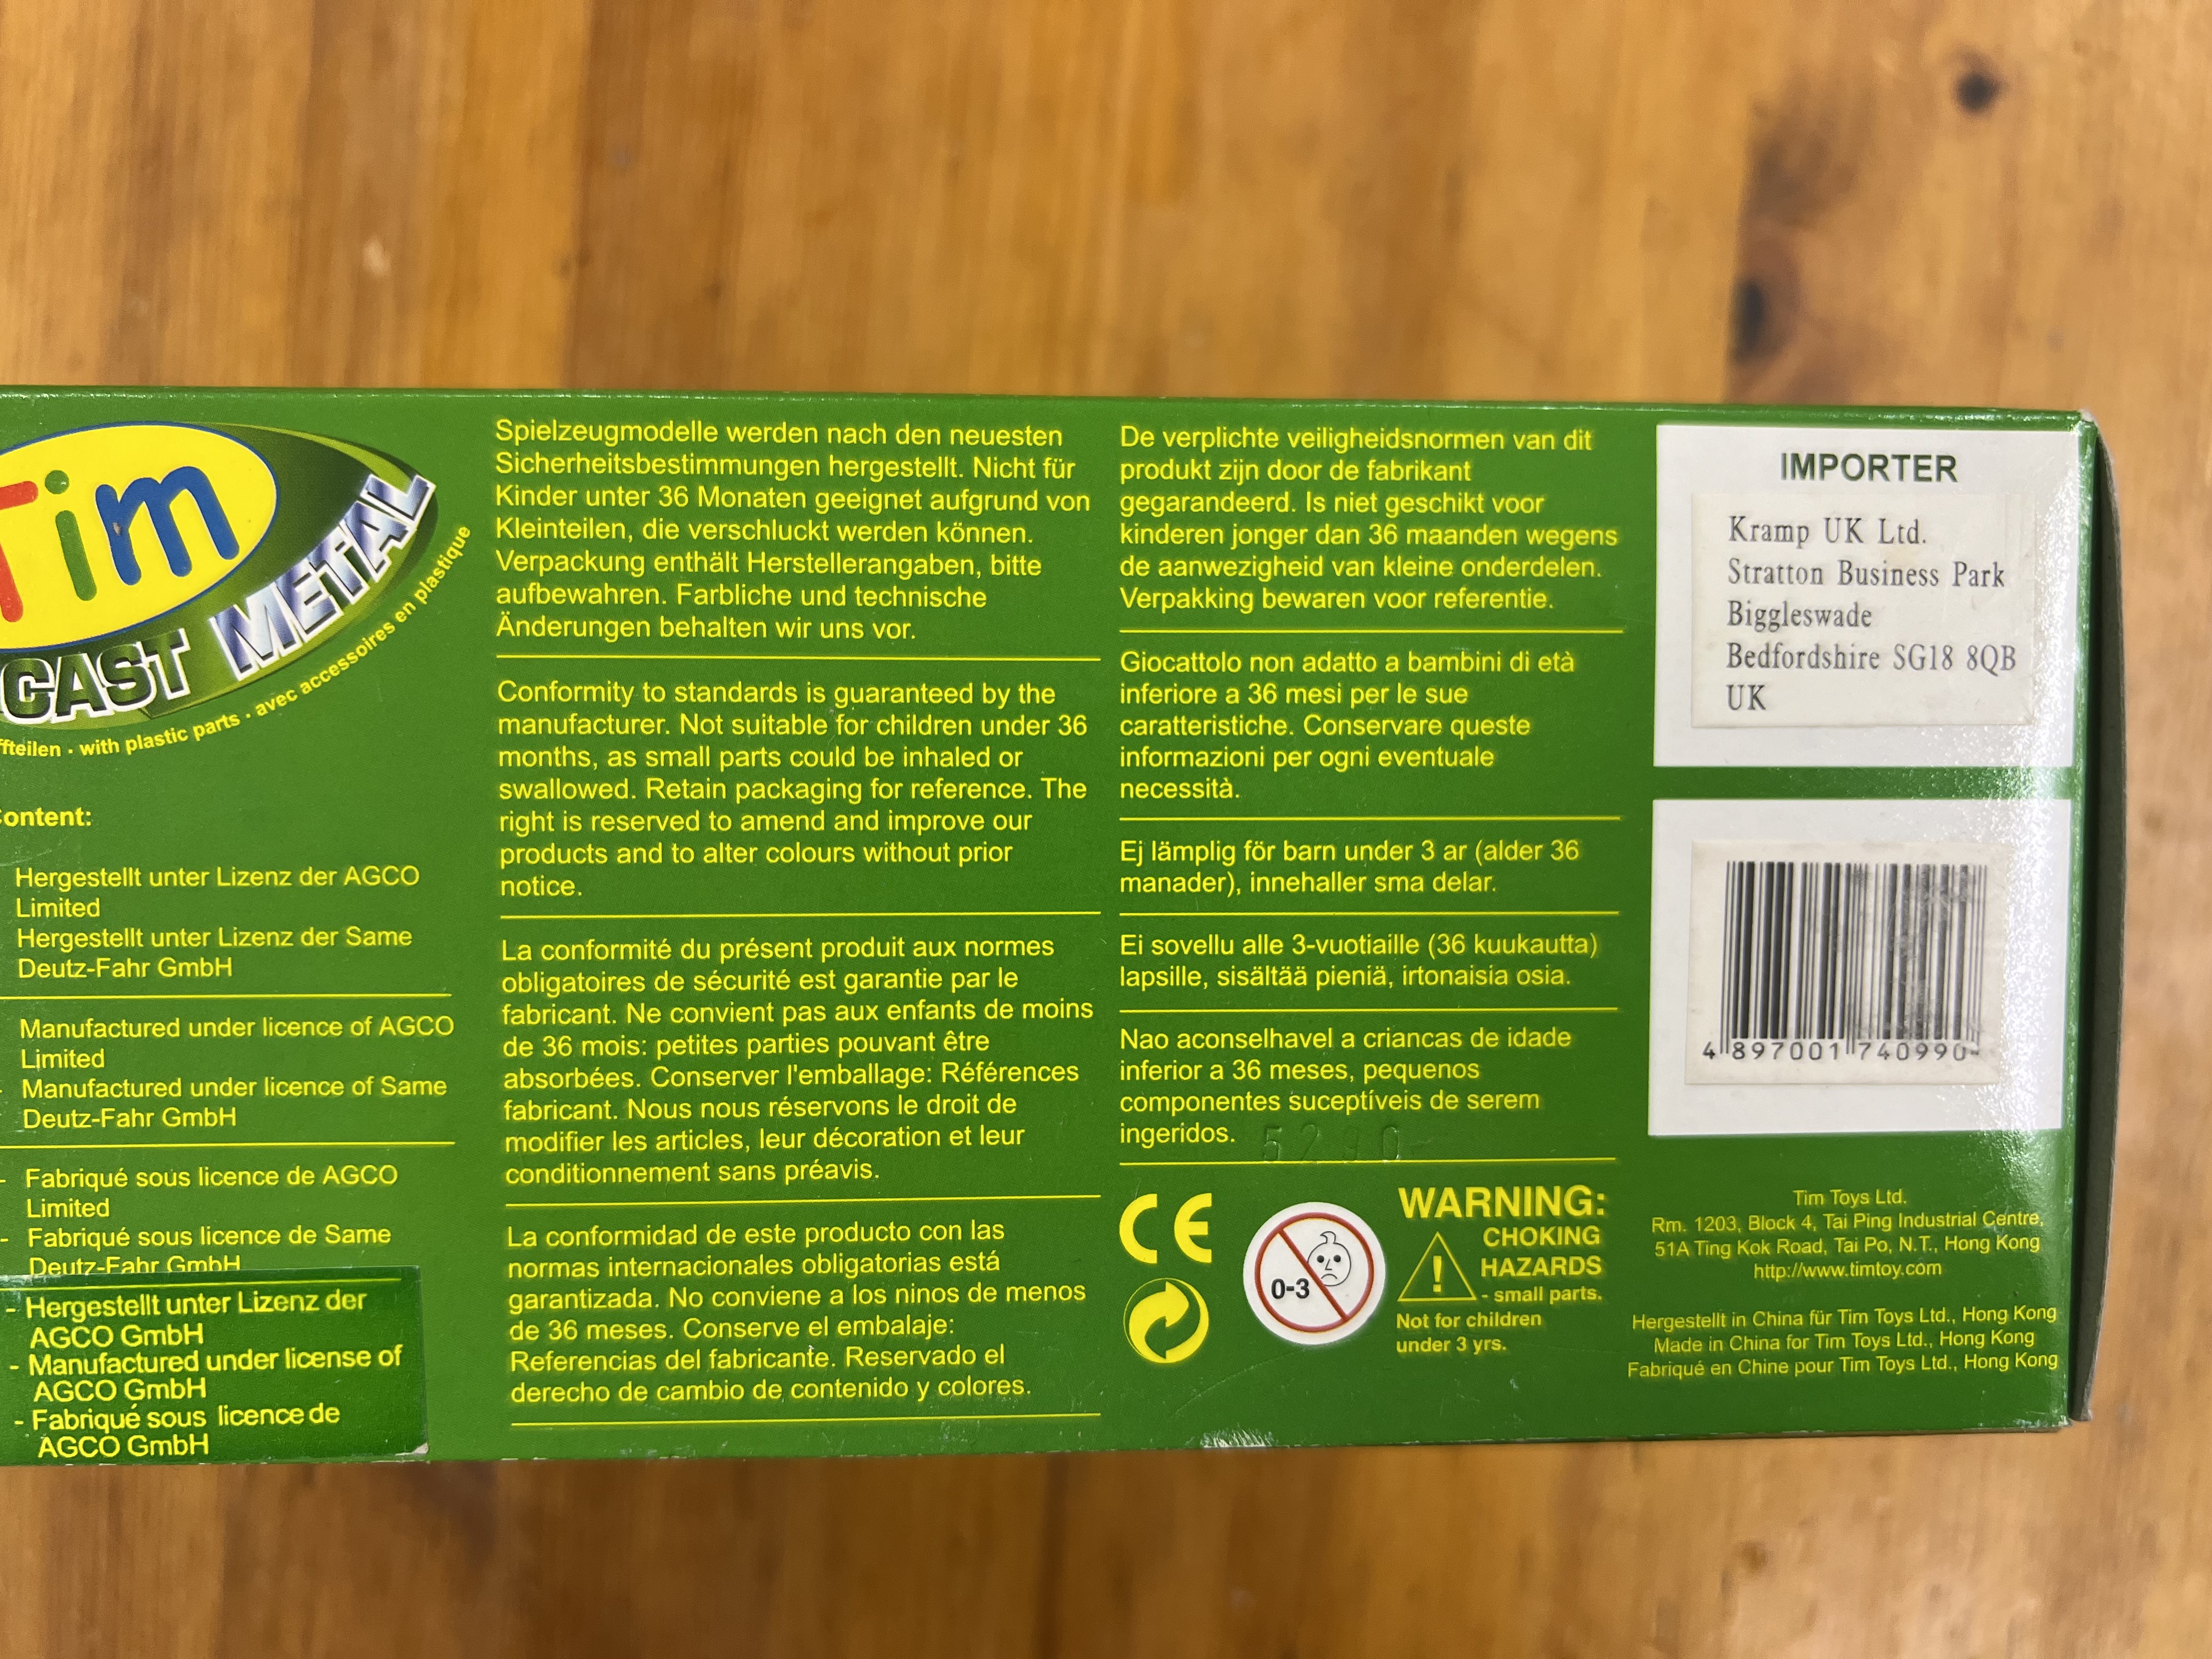 Tim
CAST METAL
ffteilen · with plastic parts · avec accessoires en plastique
Content:
Hergestellt unter Lizenz der AGCO
Limited
Hergestellt unter Lizenz der Same
Deutz-Fahr GmbH
Manufactured under licence of AGCO
Limited
- Manufactured under licence of Same
Deutz-Fahr GmbH
- Fabriqué sous licence de AGCO
Limited
- Fabriqué sous licence de Same
Deutz-Fahr GmbH
- Hergestellt unter Lizenz der
AGCO GmbH
- Manufactured under license of
AGCO GmbH
- Fabriqué sous licence de
AGCO GmbH
Spielzeugmodelle werden nach den neuesten
Sicherheitsbestimmungen hergestellt. Nicht für
Kinder unter 36 Monaten geeignet aufgrund von
Kleinteilen, die verschluckt werden können.
Verpackung enthält Herstellerangaben, bitte
aufbewahren. Farbliche und technische
Änderungen behalten wir uns vor.
Conformity to standards is guaranteed by the
manufacturer. Not suitable for children under 36
months, as small parts could be inhaled or
swallowed. Retain packaging for reference. The
right is reserved to amend and improve our
products and to alter colours without prior
notice.
La conformité du présent produit aux normes
obligatoires de sécurité est garantie par le
fabricant. Ne convient pas aux enfants de moins
de 36 mois: petites parties pouvant être
absorbées. Conserver l'emballage: Références
fabricant. Nous nous réservons le droit de
modifier les articles, leur décoration et leur
conditionnement sans préavis.
La conformidad de este producto con las
normas internacionales obligatorias está
garantizada. No conviene a los ninos de menos
de 36 meses. Conserve el embalaje:
Referencias del fabricante. Reservado el
derecho de cambio de contenido y colores.
De verplichte veiligheidsnormen van dit
produkt zijn door de fabrikant
gegarandeerd. Is niet geschikt voor
kinderen jonger dan 36 maanden wegens
de aanwezigheid van kleine onderdelen.
Verpakking bewaren voor referentie.
Giocattolo non adatto a bambini di età
inferiore a 36 mesi per le sue
caratteristiche. Conservare queste
informazioni per ogni eventuale
necessità.
Ej lämplig för barn under 3 ar (alder 36
manader), innehaller sma delar.
Ei sovellu alle 3-vuotiaille (36 kuukautta)
lapsille, sisältää pieniä, irtonaisia osia.
Nao aconselhavel a criancas de idade
inferior a 36 meses, pequenos
componentes suceptíveis de serem
ingeridos.
CE
0-3
WARNING:
CHOKING
HAZARDS
- small parts.
Not for children
under 3 yrs.
IMPORTER
Kramp UK Ltd.
Stratton Business Park
Biggleswade
Bedfordshire SG18 8QB
UK
4 897001 740990
Tim Toys Ltd.
Rm. 1203, Block 4, Tai Ping Industrial Centre,
51A Ting Kok Road, Tai Po, N.T., Hong Kong
http://www.timtoy.com
Hergestellt in China für Tim Toys Ltd., Hong Kong
Made in China for Tim Toys Ltd., Hong Kong
Fabriqué en Chine pour Tim Toys Ltd., Hong Kong